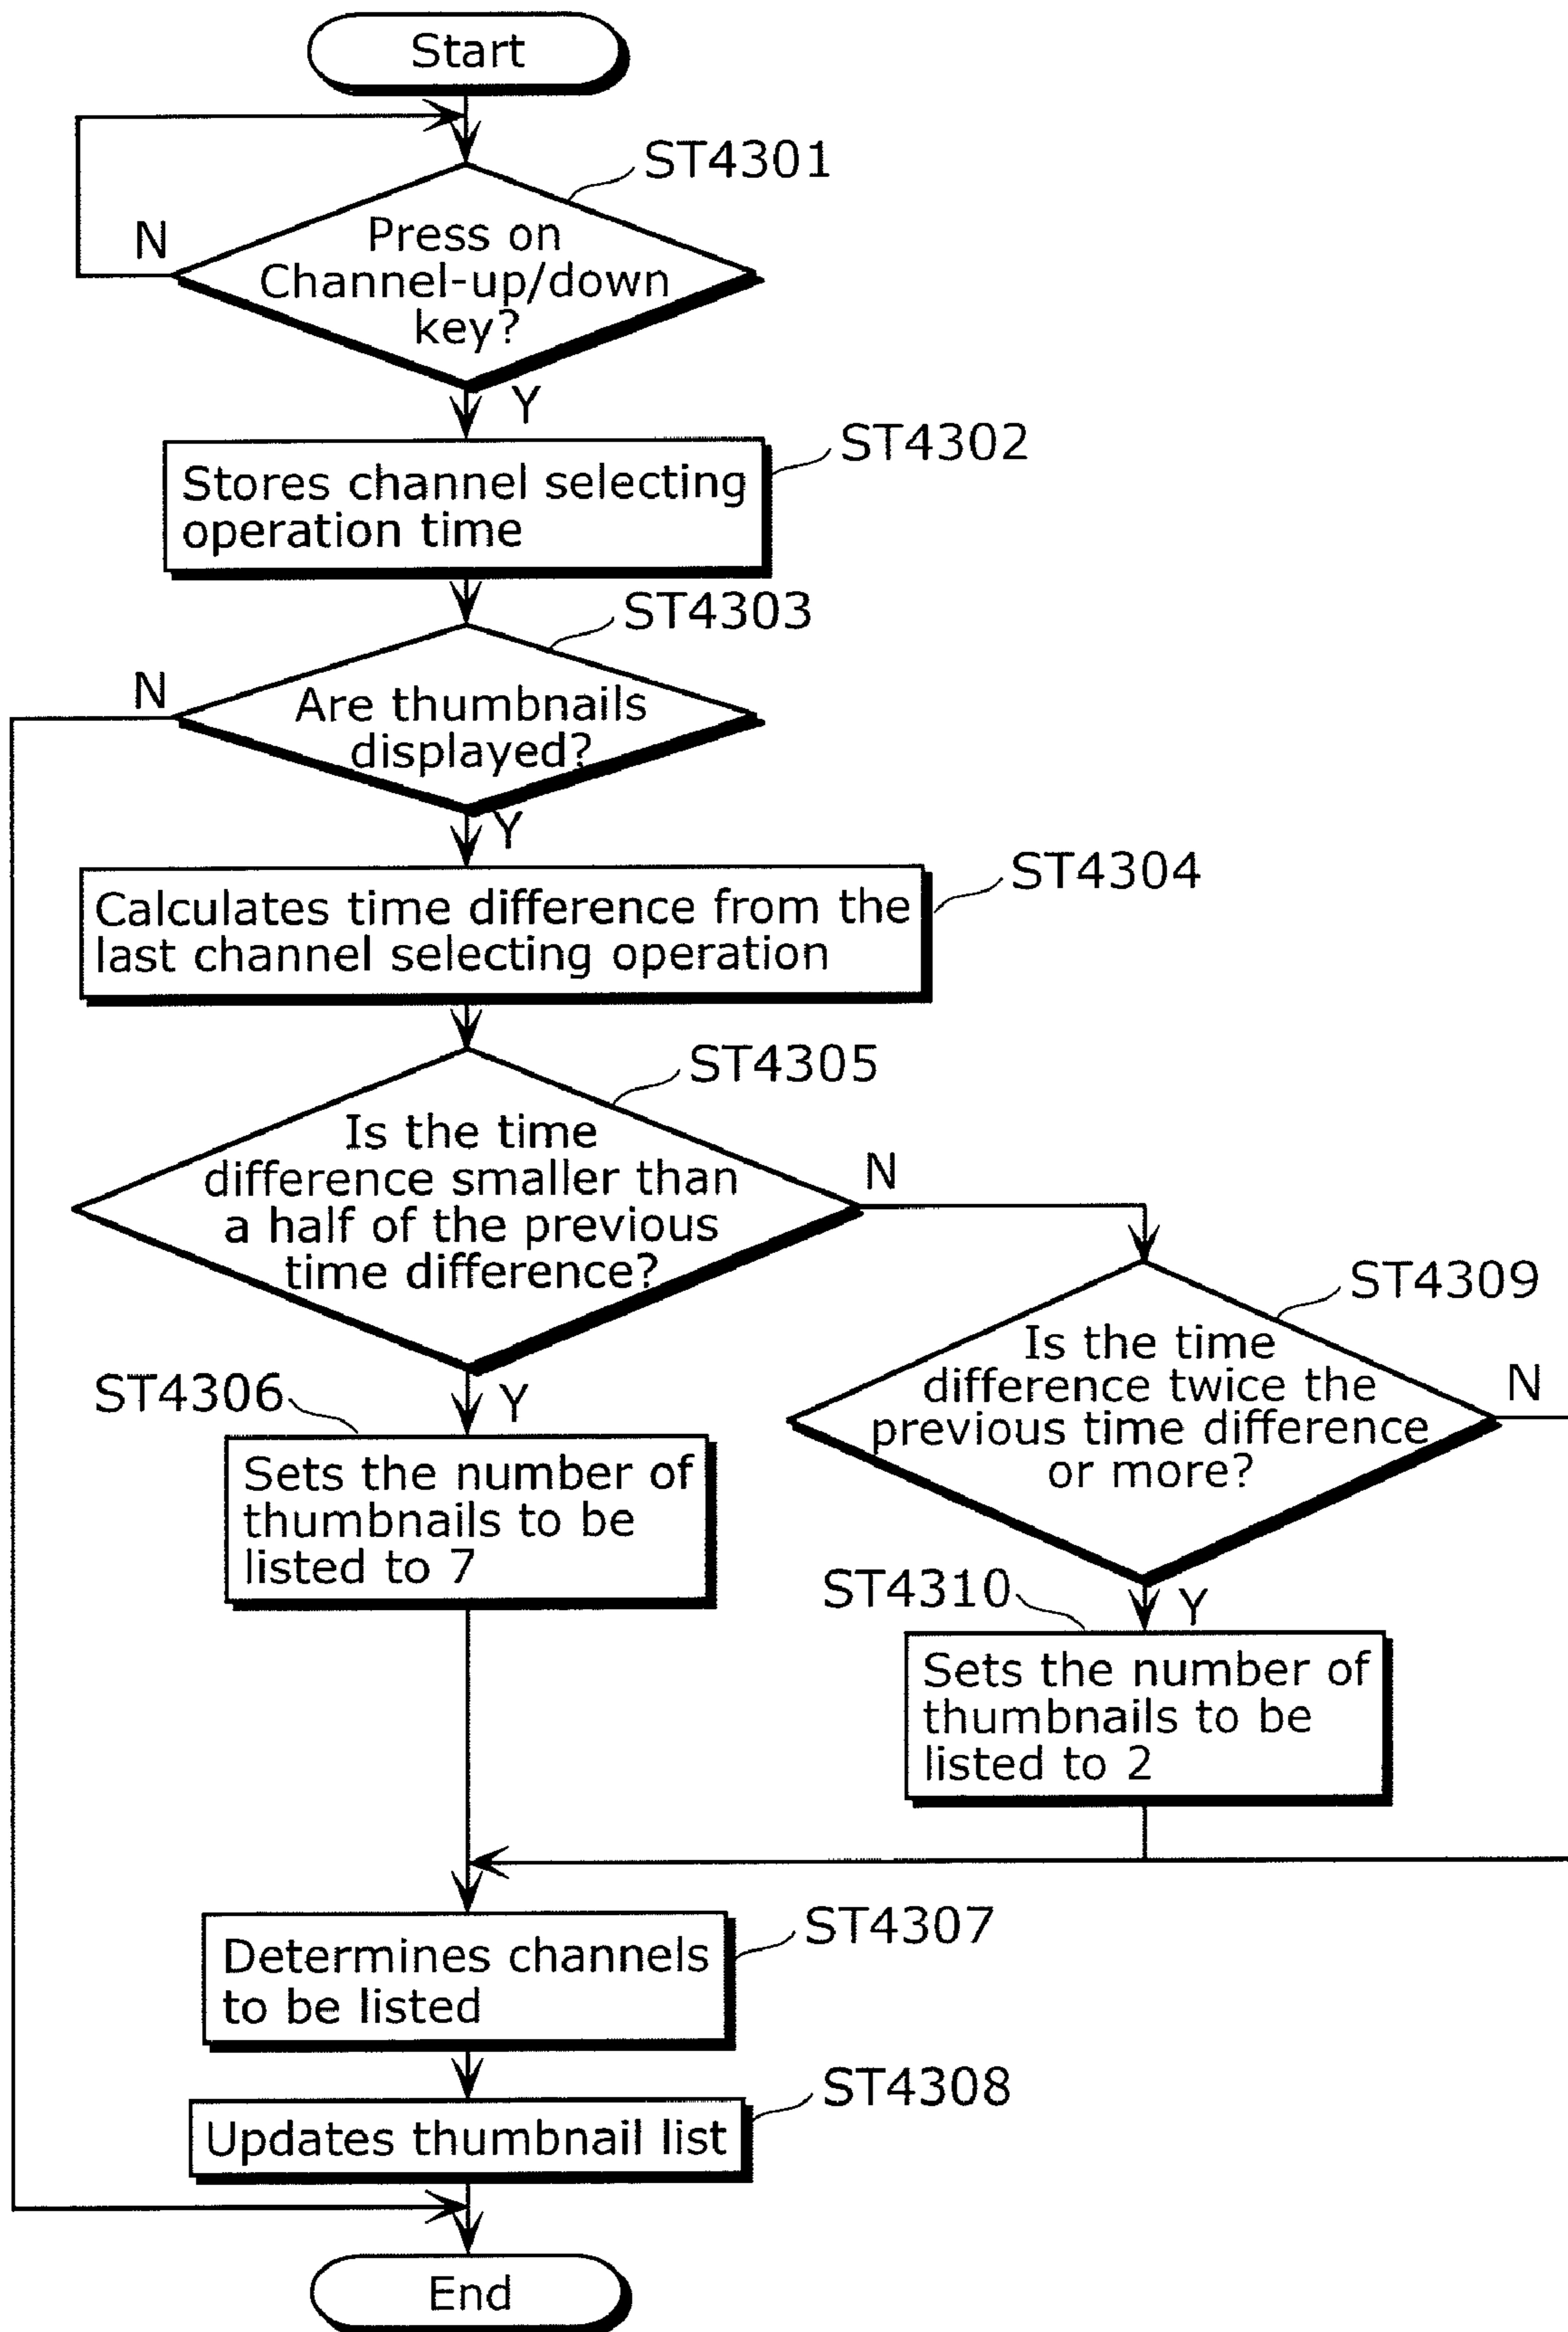 Start
ST4301
N
Press on
Channel-up/down
key?
Y
ST4302
Stores channel selecting
operation time
ST4303
N
Are thumbnails
displayed?
Y
ST4304
Calculates time difference from the
last channel selecting operation
ST4305
Is the time
difference smaller than
a half of the previous
time difference?
N
ST4309
Is the time
difference twice the
previous time difference
or more?
N
ST4306
Y
Sets the number of
thumbnails to be
listed to 7
ST4310
Y
Sets the number of
thumbnails to be
listed to 2
ST4307
Determines channels
to be listed
ST4308
Updates thumbnail list
End